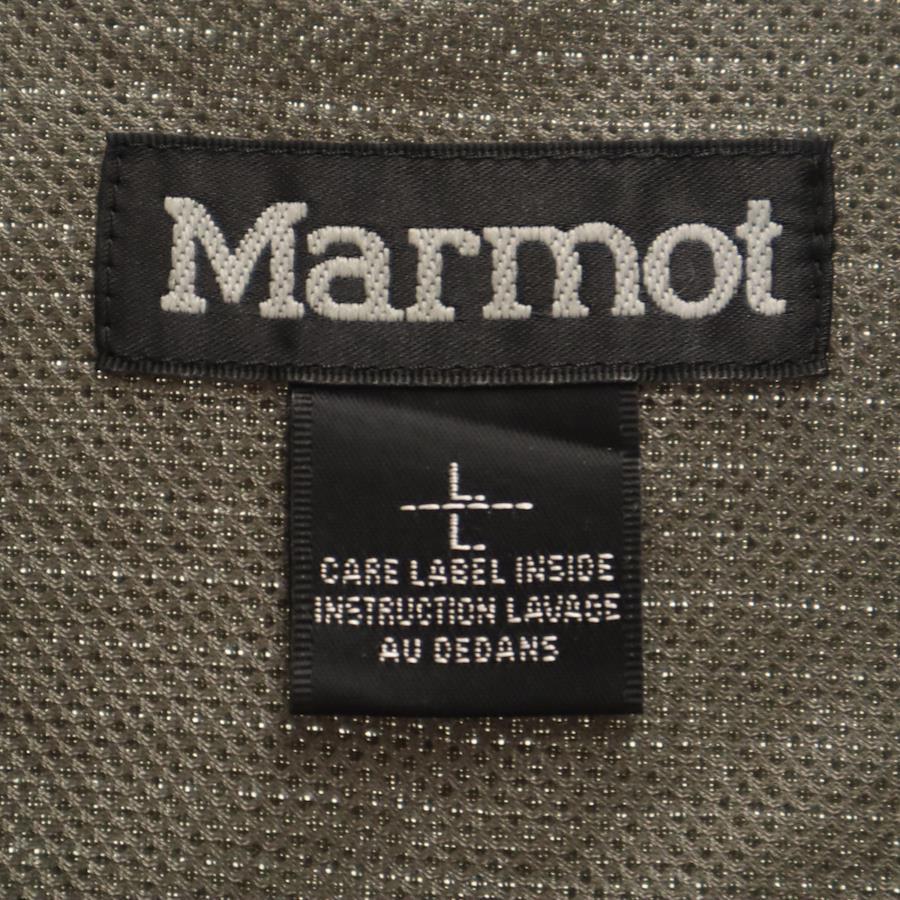 Marmot
L.
L.
CARE LABEL INSIDE
INSTRUCTION LAVAGE
AU DEDANS